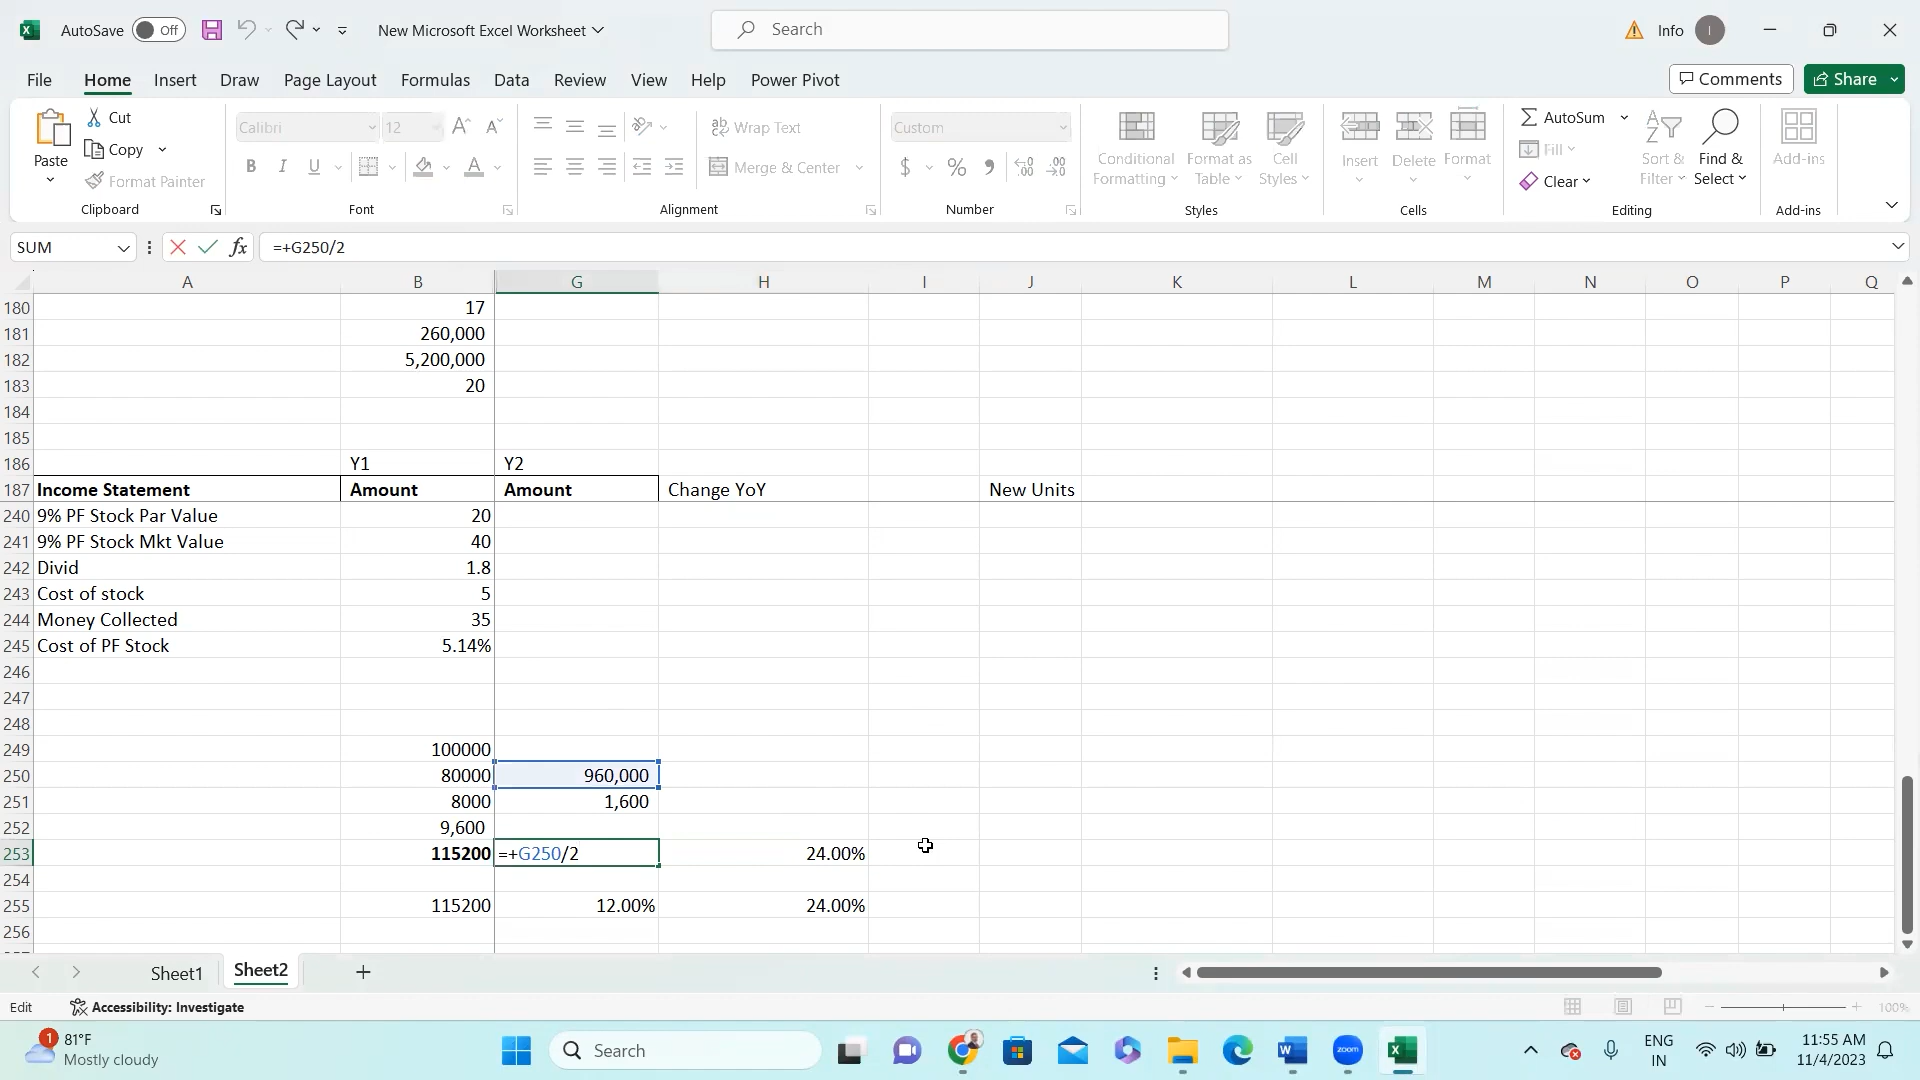 AutoSave Off New Microsoft Excel Worksheet Search Info I
File Home Insert Draw Page Layout Formulas Data Review View Help Power Pivot Comments Share
Paste Cut Copy Format Painter Clipboard
Calibri 12 B I U Font
Wrap Text Merge & Center Alignment
Custom $ % Number
Conditional Formatting Format as Table Cell Styles Styles
Insert Delete Format Cells
AutoSum Fill Clear Sort & Filter Find & Select Editing
Add-ins Add-ins
SUM fx =+G250/2
A B G H I J K L M N O P Q
180 17
181 260,000
182 5,200,000
183 20
184
185
186 Y1 Y2
187 Income Statement Amount Amount Change YoY New Units
240 9% PF Stock Par Value 20
241 9% PF Stock Mkt Value 40
242 Divid 1.8
243 Cost of stock 5
244 Money Collected 35
245 Cost of PF Stock 5.14%
246
247
248
249 100000
250 80000 960,000
251 8000 1,600
252 9,600
253 115200 =+G250/2 24.00%
254
255 115200 12.00% 24.00%
256
Sheet1 Sheet2
Edit Accessibility: Investigate 100%
1 81°F Mostly cloudy Search zoom ENG IN 11:55 AM 11/4/2023